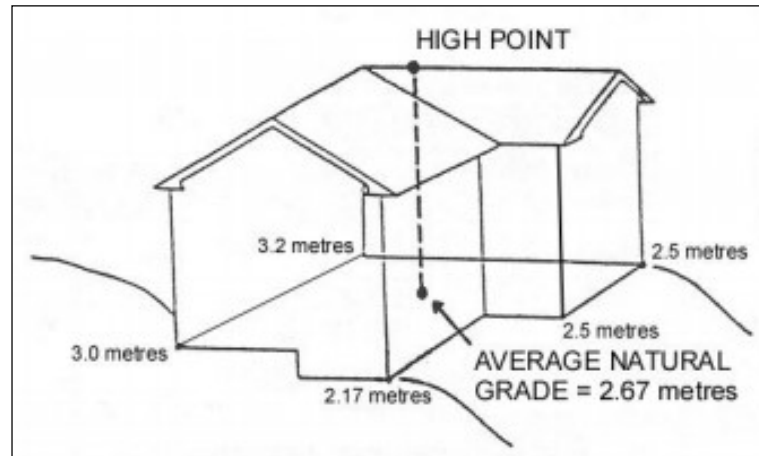 HIGH POINT
3.2 metres
2.5 metres
2.5 metres
3.0 metres
AVERAGE NATURAL
GRADE = 2.67 metres
2.17 metres